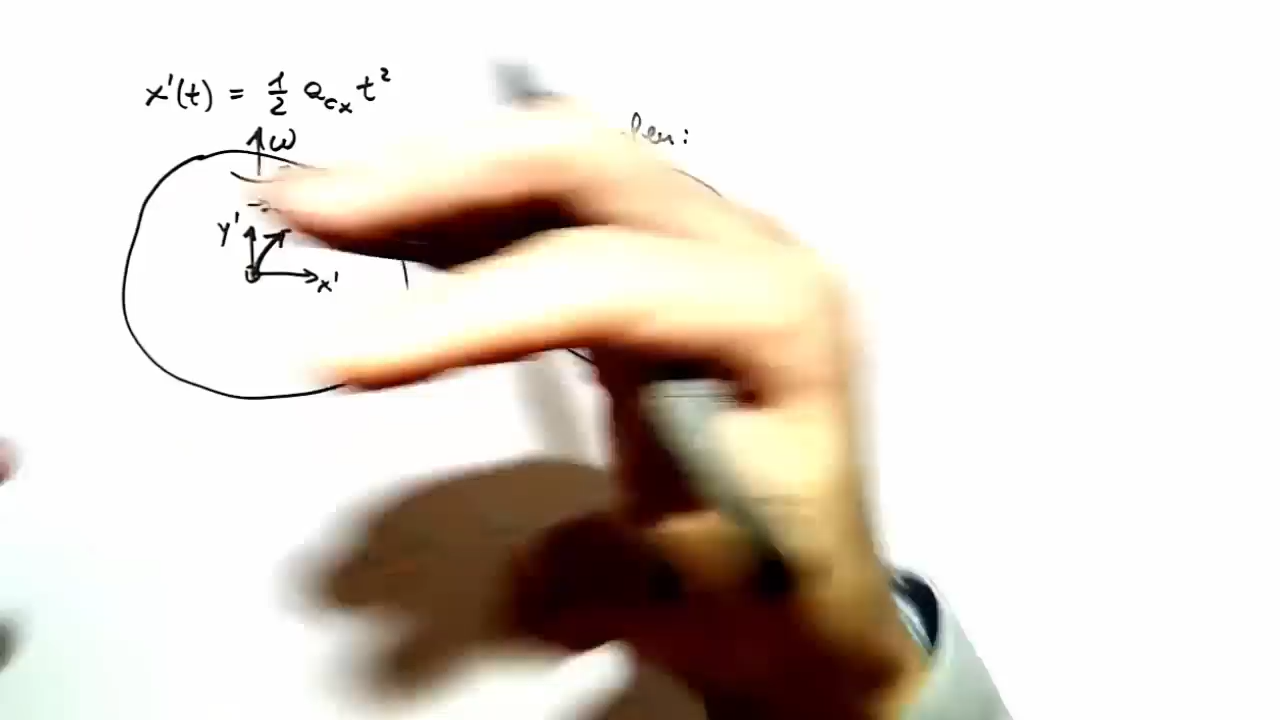 x'(t) = 1/2 a_cx t²
ω
y'
x'